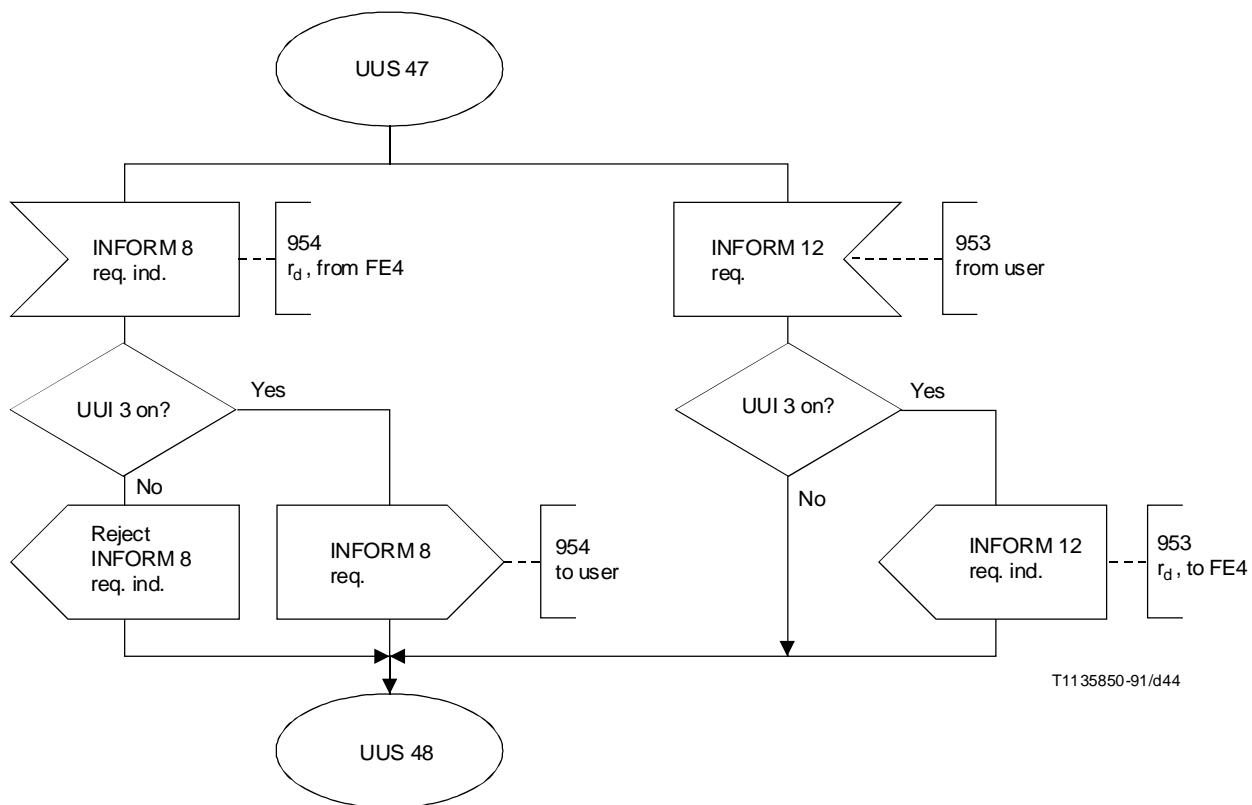 UUS 47
INFORM 8
req. ind.
954
r_d, from FE4
INFORM 12
req.
953
from user
UUI 3 on?
Yes
No
UUI 3 on?
Yes
No
Reject
INFORM 8
req. ind.
INFORM 8
req.
954
to user
INFORM 12
req. ind.
953
r_d, to FE4
T1135850-91/d44
UUS 48